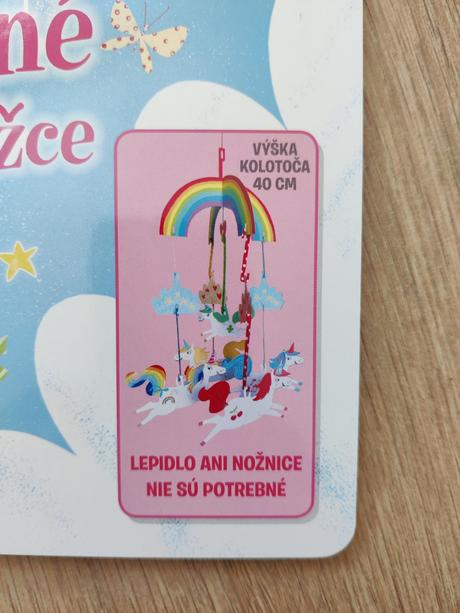 né
žce
VÝŠKA
KOLOTOČA
40 CM
LEPIDLO ANI NOŽNICE
NIE SÚ POTREBNÉ